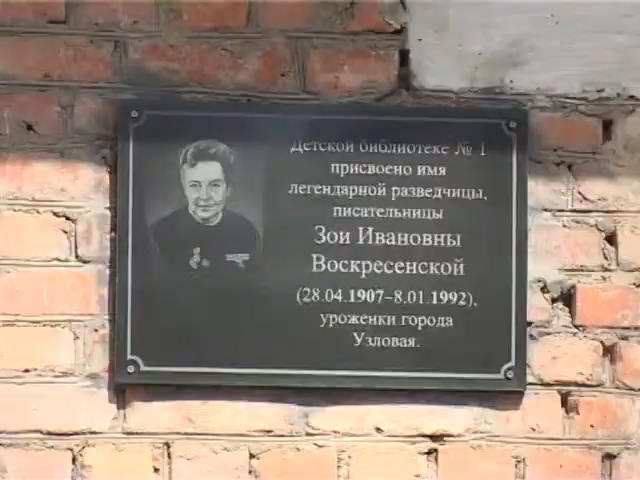 Детской библиотеке № 1
присвоено имя
легендарной разведчицы,
писательницы
Зои Ивановны
Воскресенской
(28.04.1907–8.01.1992),
уроженки города
Узловая.